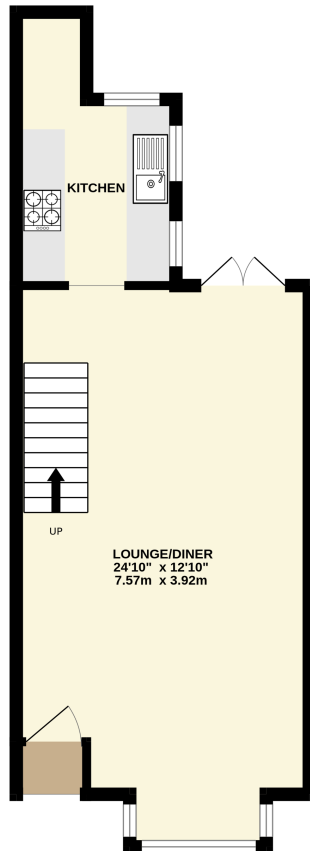 KITCHEN
UP
LOUNGE/DINER
24'10" x 12'10"
7.57m x 3.92m